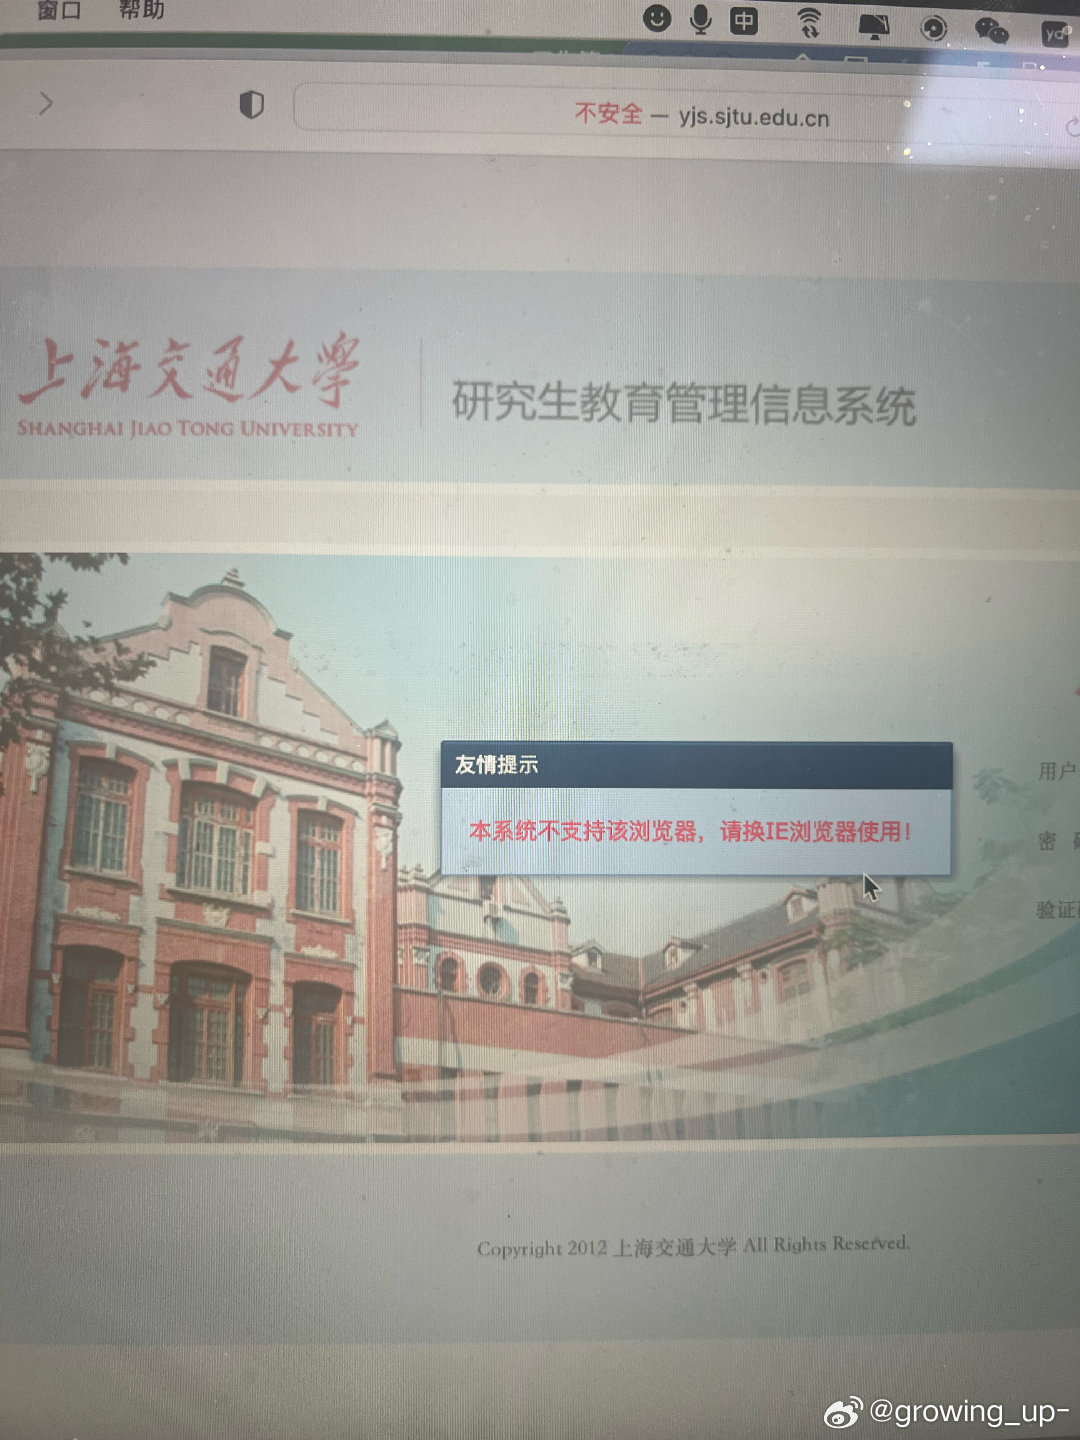 窗口 帮助
中
不安全 — yjs.sjtu.edu.cn
上海交通大學
SHANGHAI JIAO TONG UNIVERSITY
研究生教育管理信息系统
友情提示
本系统不支持该浏览器，请换IE浏览器使用！
用户
密
验证
Copyright 2012 上海交通大学 All Rights Reserved.
@growing_up-